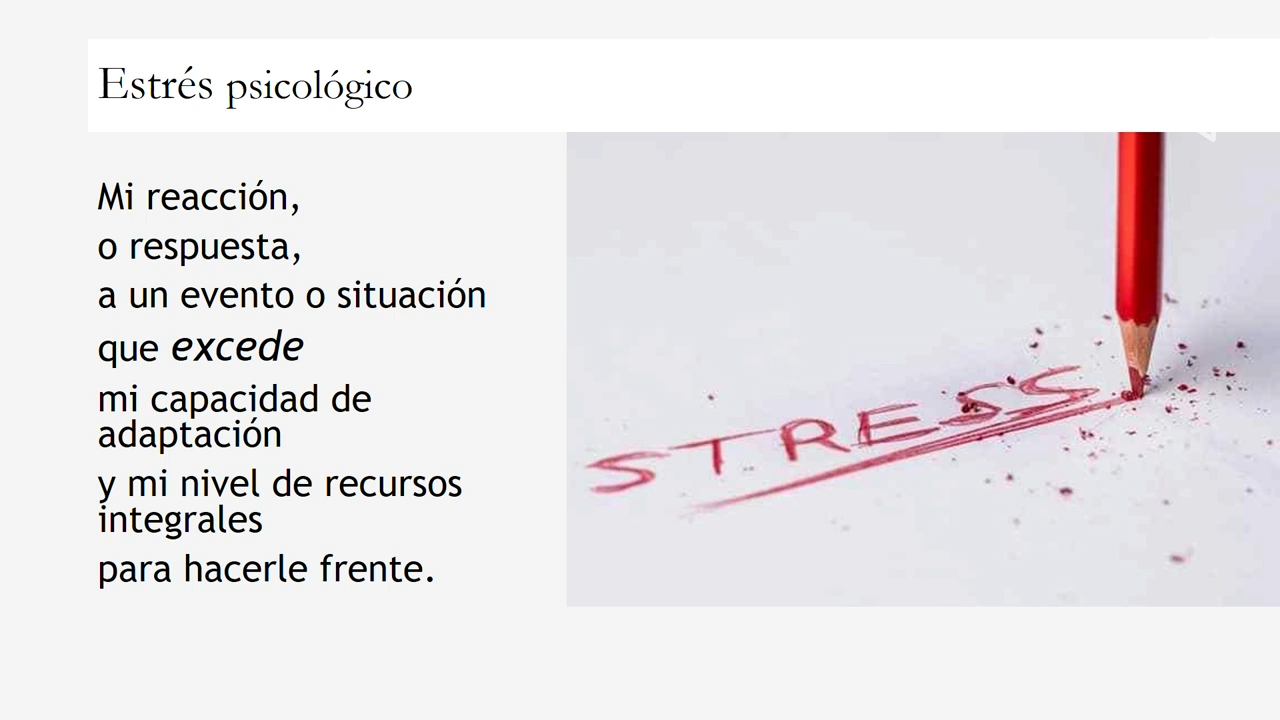 Estrés psicológico
Mi reacción,
o respuesta,
a un evento o situación
que excede
mi capacidad de
adaptación
y mi nivel de recursos
integrales
para hacerle frente.
STRESS